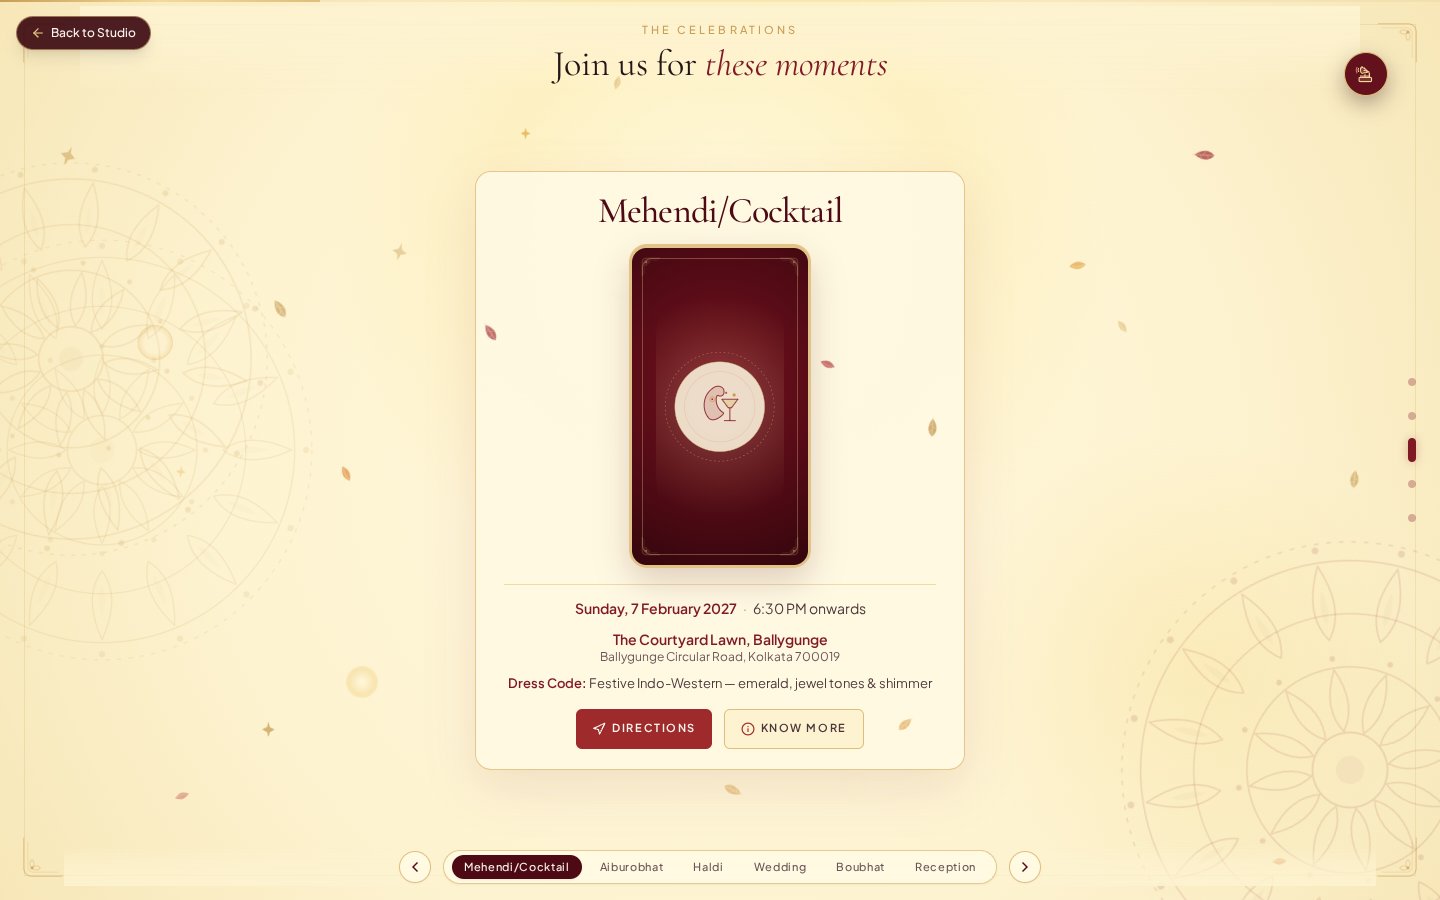 Back to Studio
THE CELEBRATIONS
Join us for these moments
Mehendi/Cocktail
Sunday, 7 February 2027 · 6:30 PM onwards
The Courtyard Lawn, Ballygunge
Ballygunge Circular Road, Kolkata 700019
Dress Code: Festive Indo-Western — emerald, jewel tones & shimmer
DIRECTIONS
KNOW MORE
Mehendi/Cocktail
Aiburobhat
Haldi
Wedding
Boubhat
Reception